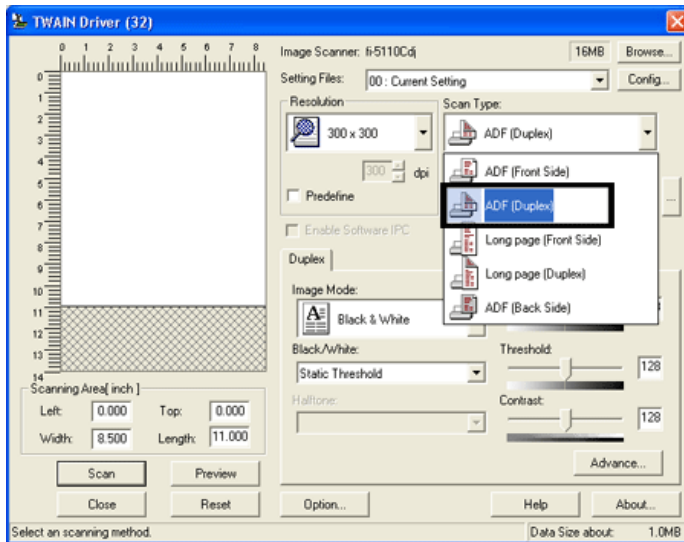 TWAIN Driver (32)
0 1 2 3 4 5 6 7 8
0
1
2
3
4
5
6
7
8
9
10
11
12
13
14
Image Scanner: fi-5110Cdj
16MB
Browse...
Setting Files:
00 : Current Setting
Config...
Resolution
300 x 300
300
dpi
Predefine
Scan Type:
ADF (Duplex)
ADF (Front Side)
ADF (Duplex)
Long page (Front Side)
Long page (Duplex)
ADF (Back Side)
...
Enable Software IPC
Duplex
Image Mode:
Black & White
Black/White:
Static Threshold
Halftone:
Threshold:
128
Contrast:
128
Advance...
Scanning Area[ inch ]
Left: 0.000 Top: 0.000
Width: 8.500 Length: 11.000
Scan
Preview
Close
Reset
Option...
Help
About...
Select an scanning method.
Data Size about: 1.0MB